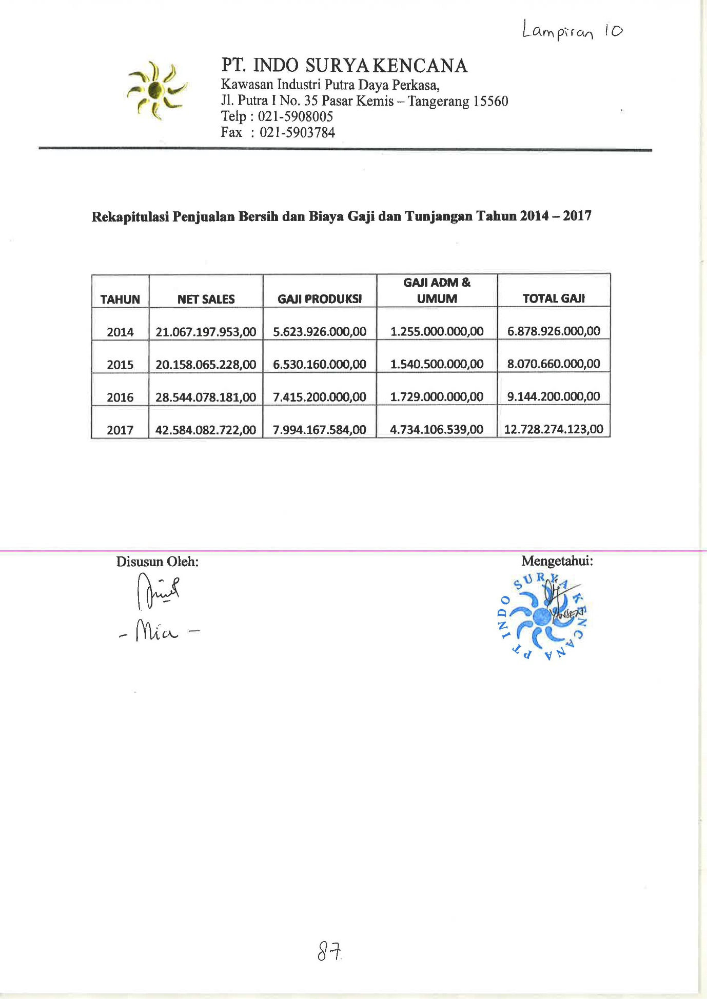 Lampiran 10
PT. INDO SURYA KENCANA
Kawasan Industri Putra Daya Perkasa,
Jl. Putra I No. 35 Pasar Kemis – Tangerang 15560
Telp : 021-5908005
Fax : 021-5903784
Rekapitulasi Penjualan Bersih dan Biaya Gaji dan Tunjangan Tahun 2014 – 2017
TAHUN NET SALES GAJI PRODUKSI GAJI ADM & UMUM TOTAL GAJI
2014 21.067.197.953,00 5.623.926.000,00 1.255.000.000,00 6.878.926.000,00
2015 20.158.065.228,00 6.530.160.000,00 1.540.500.000,00 8.070.660.000,00
2016 28.544.078.181,00 7.415.200.000,00 1.729.000.000,00 9.144.200.000,00
2017 42.584.082.722,00 7.994.167.584,00 4.734.106.539,00 12.728.274.123,00
Disusun Oleh: Mengetahui:
- Mia -
PT INDO SURYA KENCANA
87.